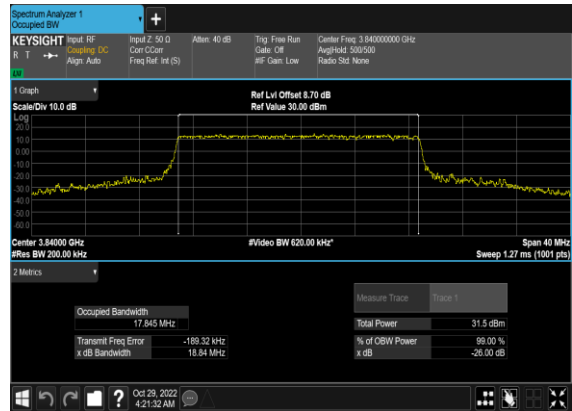 Spectrum Analyzer 1
Occupied BW
KEYSIGHT Input: RF Input Z: 50 Ω Atten: 40 dB Trig: Free Run Center Freq: 3.840000000 GHz
R T Coupling: DC Corr CCorr Gate: Off Avg|Hold: 500/500
Align: Auto Freq Ref: Int (S) #IF Gain: Low Radio Std: None
1 Graph
Ref Lvl Offset 8.70 dB
Scale/Div 10.0 dB Ref Value 30.00 dBm
Log
20.0
10.0
0.00
-10.0
-20.0
-30.0
-40.0
-50.0
-60.0
Center 3.84000 GHz #Video BW 620.00 kHz* Span 40 MHz
#Res BW 200.00 kHz Sweep 1.27 ms (1001 pts)
2 Metrics
Measure Trace Trace 1
Occupied Bandwidth
17.845 MHz Total Power 31.5 dBm
Transmit Freq Error -189.32 kHz % of OBW Power 99.00 %
x dB Bandwidth 18.84 MHz x dB -26.00 dB
? Oct 29, 2022
4:21:32 AM